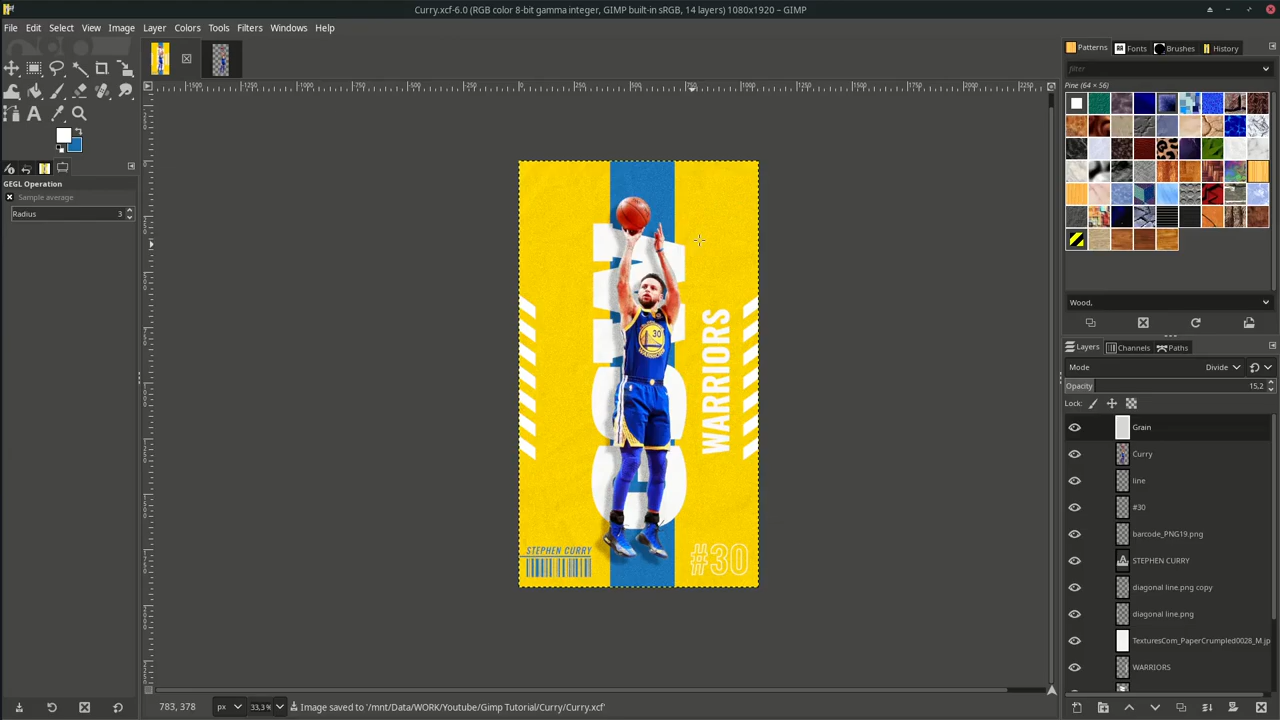 Curry.xcf-6.0 (RGB color 8-bit gamma integer, GIMP built-in sRGB, 14 layers) 1080x1920 – GIMP
File Edit Select View Image Layer Colors Tools Filters Windows Help
Patterns Fonts Brushes History
filter
Pine (64 × 56)
GEGL Operation
Sample average
Radius 3
30
WARRIORS
STEPHEN CURRY
#30
Wood,
Layers Channels Paths
Mode Divide
Opacity 15,2
Lock:
Grain
Curry
line
#30
barcode_PNG19.png
STEPHEN CURRY
diagonal line.png copy
diagonal line.png
TexturesCom_PaperCrumpled0028_M.jp
WARRIORS
783, 378 px 33,3% Image saved to '/mnt/Data/WORK/Youtube/Gimp Tutorial/Curry/Curry.xcf'